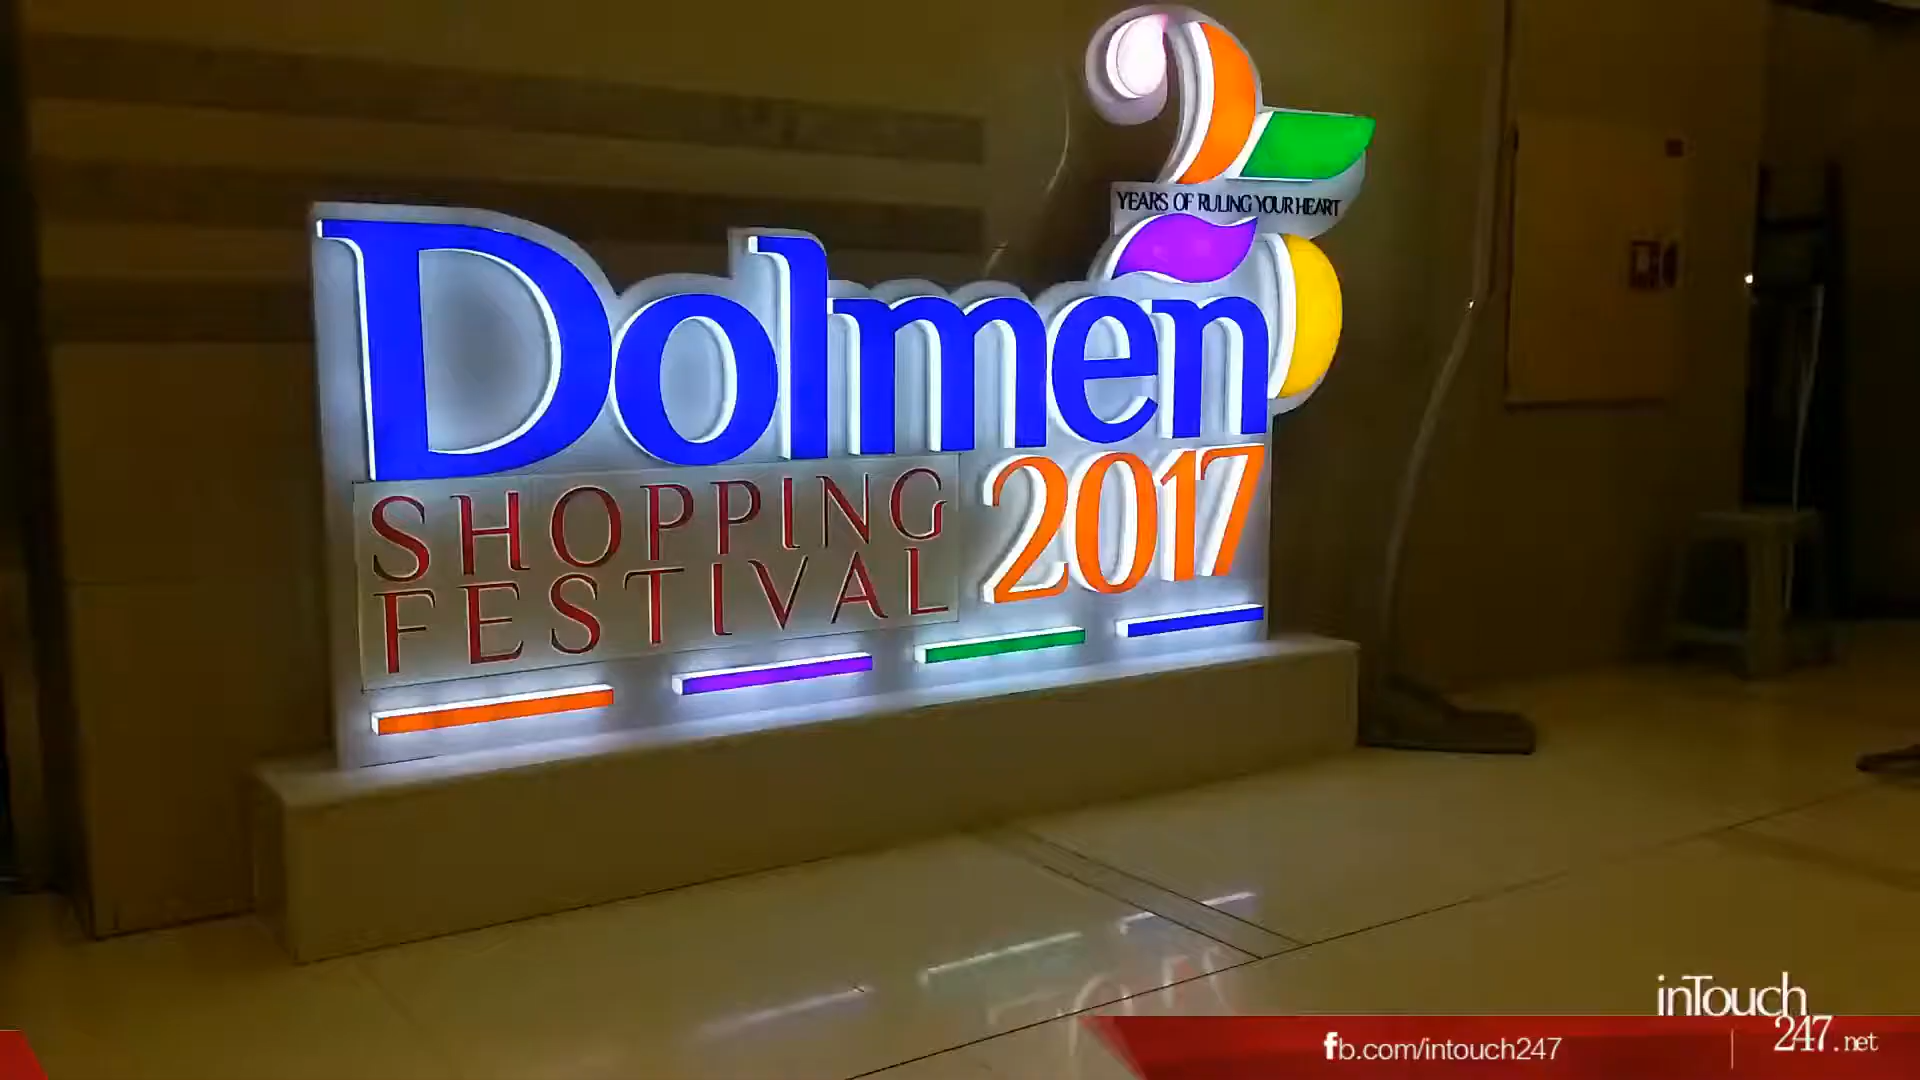 YEARS OF RULING YOUR HEART
Dolmen
SHOPPING
FESTIVAL
2017
inTouch
247.net
fb.com/intouch247